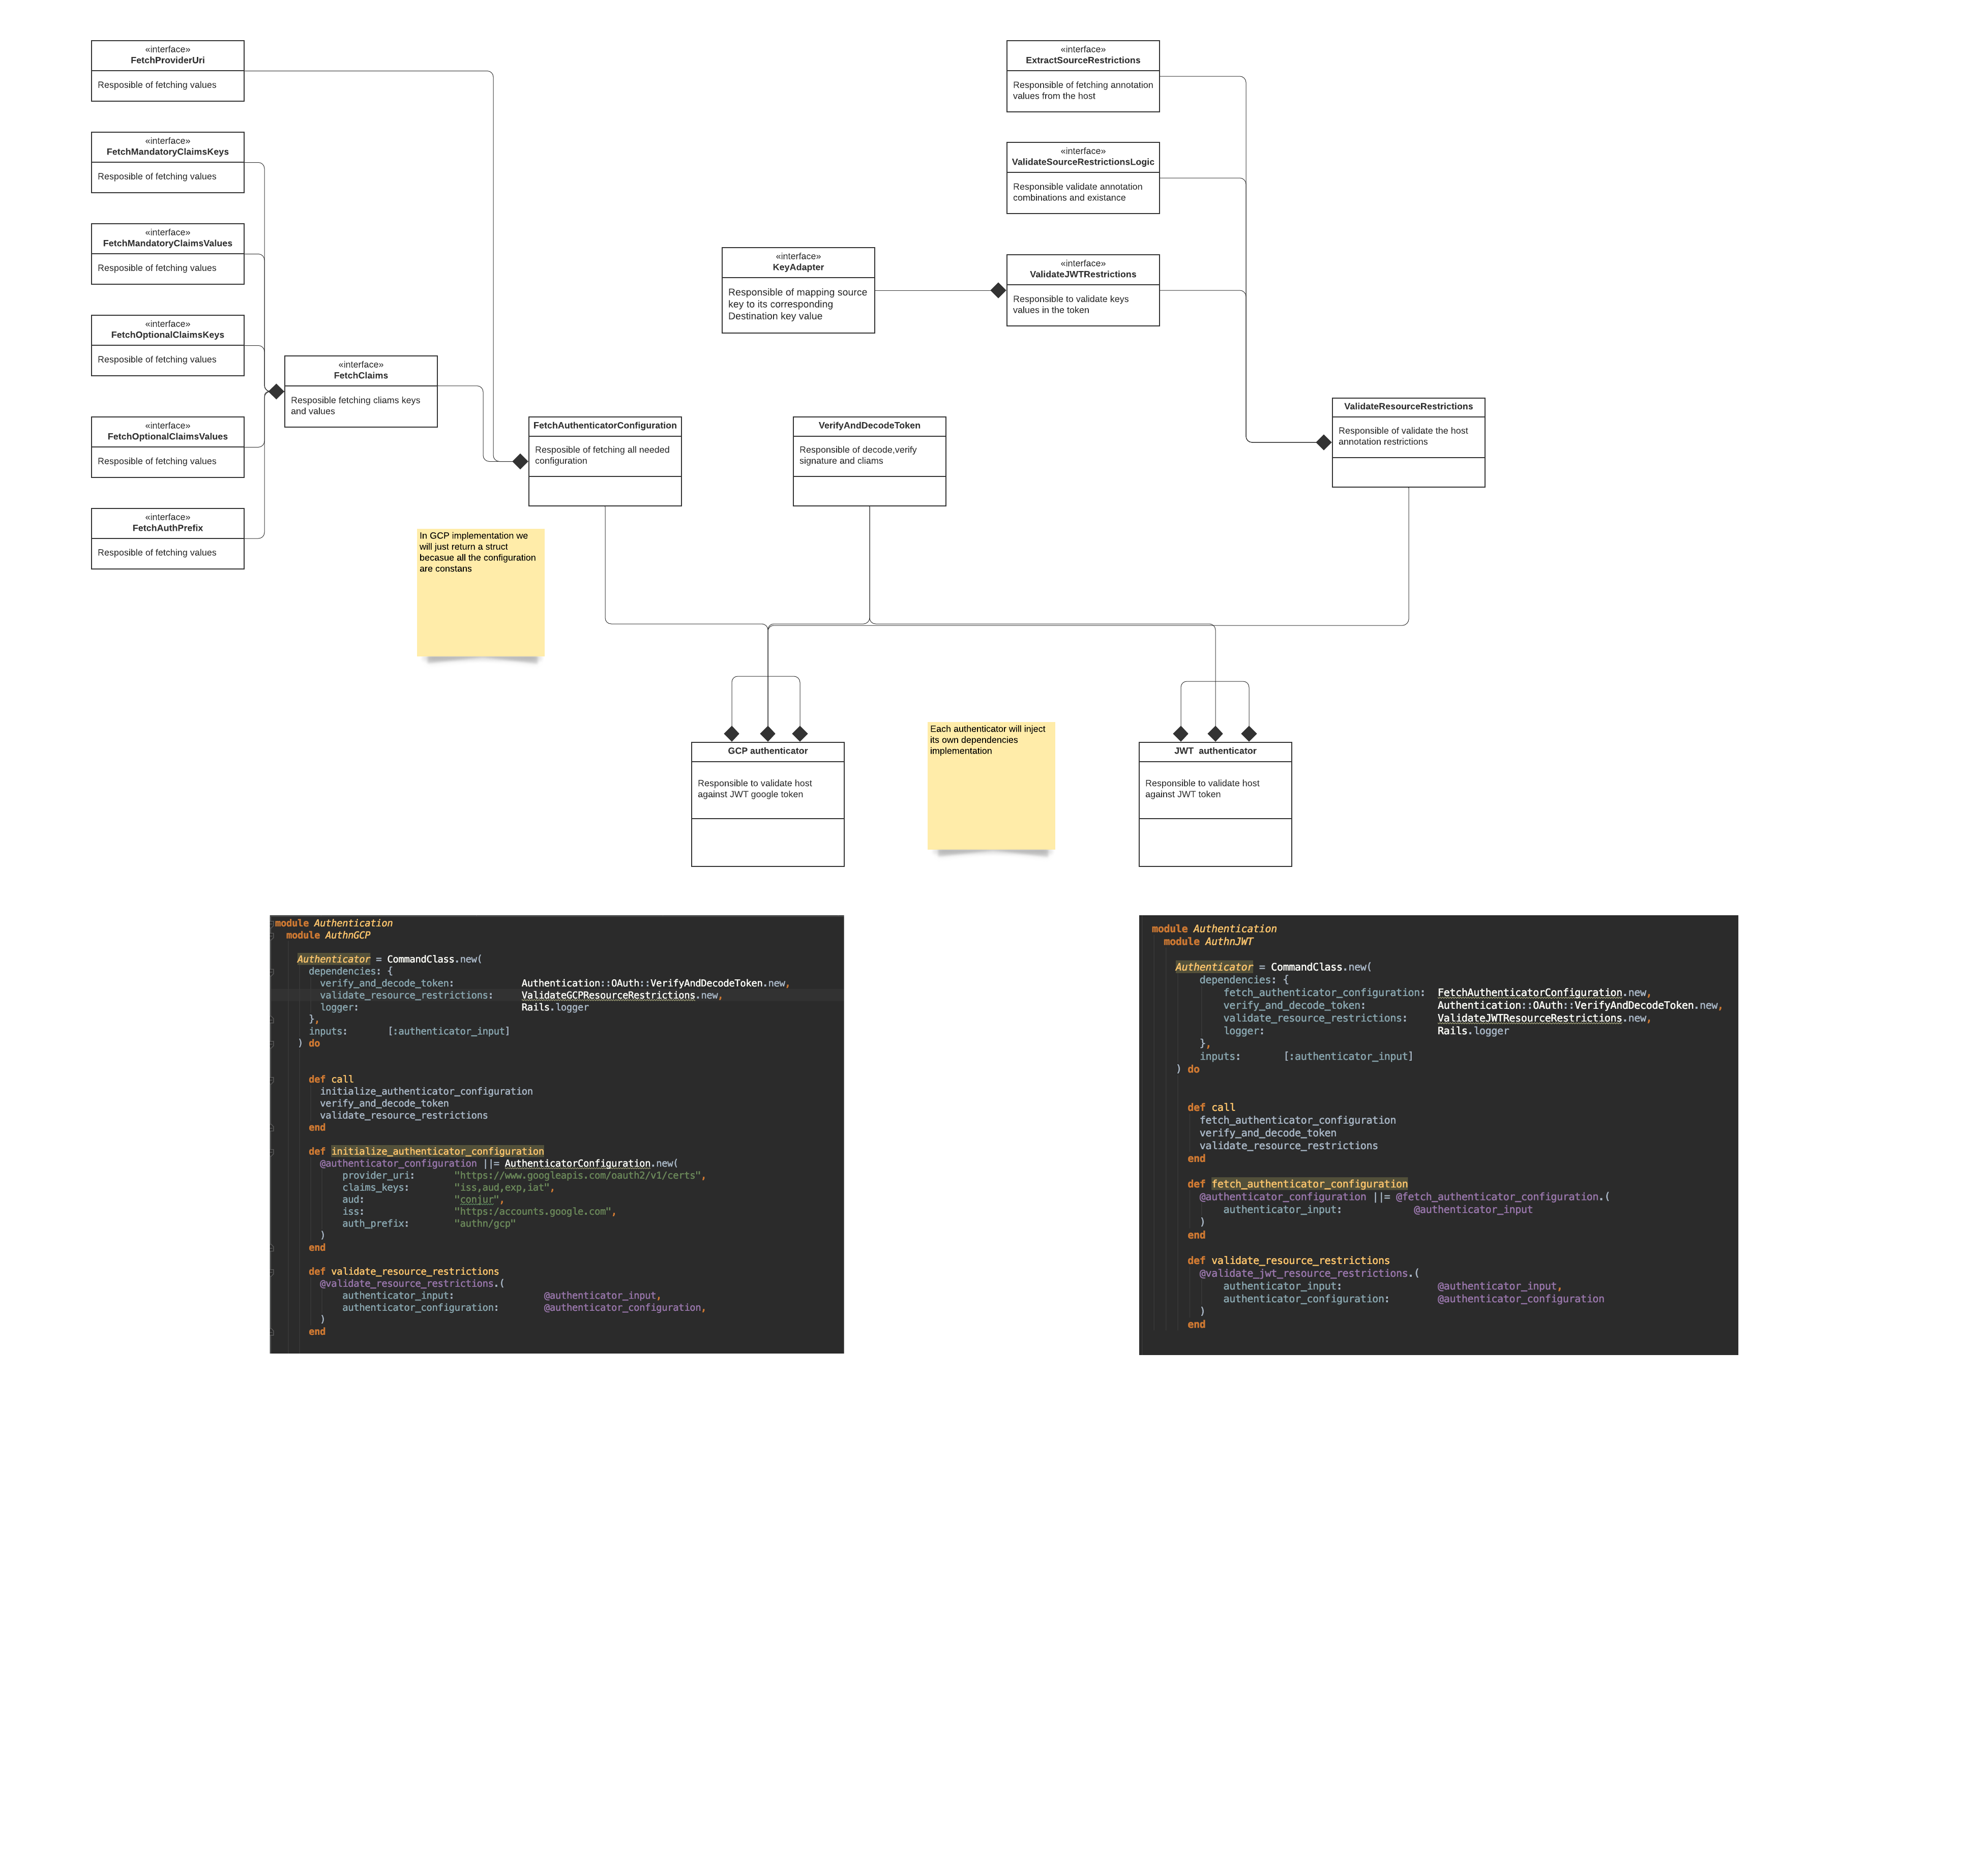 «interface»
FetchProviderUri
Resposible of fetching values
«interface»
FetchMandatoryClaimsKeys
Resposible of fetching values
«interface»
FetchMandatoryClaimsValues
Resposible of fetching values
«interface»
FetchOptionalClaimsKeys
Resposible of fetching values
«interface»
FetchOptionalClaimsValues
Resposible of fetching values
«interface»
FetchAuthPrefix
Resposible of fetching values
«interface»
FetchClaims
Resposible fetching cliams keys
and values
FetchAuthenticatorConfiguration
Resposible of fetching all needed
configuration
In GCP implementation we
will just return a struct
becasue all the configuration
are constans
VerifyAndDecodeToken
Responsible of decode,verify
signature and cliams
«interface»
KeyAdapter
Responsible of mapping source
key to its corresponding
Destination key value
«interface»
ExtractSourceRestrictions
Responsible of fetching annotation
values from the host
«interface»
ValidateSourceRestrictionsLogic
Responsible validate annotation
combinations and existance
«interface»
ValidateJWTRestrictions
Responsible to validate keys
values in the token
ValidateResourceRestrictions
Responsible of validate the host
annotation restrictions
GCP authenticator
Responsible to validate host
against JWT google token
Each authenticator will inject
its own dependencies
implementation
JWT  authenticator
Responsible to validate host
against JWT token
module Authentication
module AuthnGCP
Authenticator = CommandClass.new(
dependencies: {
verify_and_decode_token: Authentication::OAuth::VerifyAndDecodeToken.new,
validate_resource_restrictions: ValidateGCPResourceRestrictions.new,
logger: Rails.logger
},
inputs: [:authenticator_input]
) do
def call
initialize_authenticator_configuration
verify_and_decode_token
validate_resource_restrictions
end
def initialize_authenticator_configuration
@authenticator_configuration ||= AuthenticatorConfiguration.new(
provider_uri: "https://www.googleapis.com/oauth2/v1/certs",
claims_keys: "iss,aud,exp,iat",
aud: "conjur",
iss: "https:/accounts.google.com",
auth_prefix: "authn/gcp"
)
end
def validate_resource_restrictions
@validate_resource_restrictions.(
authenticator_input: @authenticator_input,
authenticator_configuration: @authenticator_configuration,
)
end
module Authentication
module AuthnJWT
Authenticator = CommandClass.new(
dependencies: {
fetch_authenticator_configuration: FetchAuthenticatorConfiguration.new,
verify_and_decode_token: Authentication::OAuth::VerifyAndDecodeToken.new,
validate_resource_restrictions: ValidateJWTResourceRestrictions.new,
logger: Rails.logger
},
inputs: [:authenticator_input]
) do
def call
fetch_authenticator_configuration
verify_and_decode_token
validate_resource_restrictions
end
def fetch_authenticator_configuration
@authenticator_configuration ||= @fetch_authenticator_configuration.(
authenticator_input: @authenticator_input
)
end
def validate_resource_restrictions
@validate_jwt_resource_restrictions.(
authenticator_input: @authenticator_input,
authenticator_configuration: @authenticator_configuration
)
end